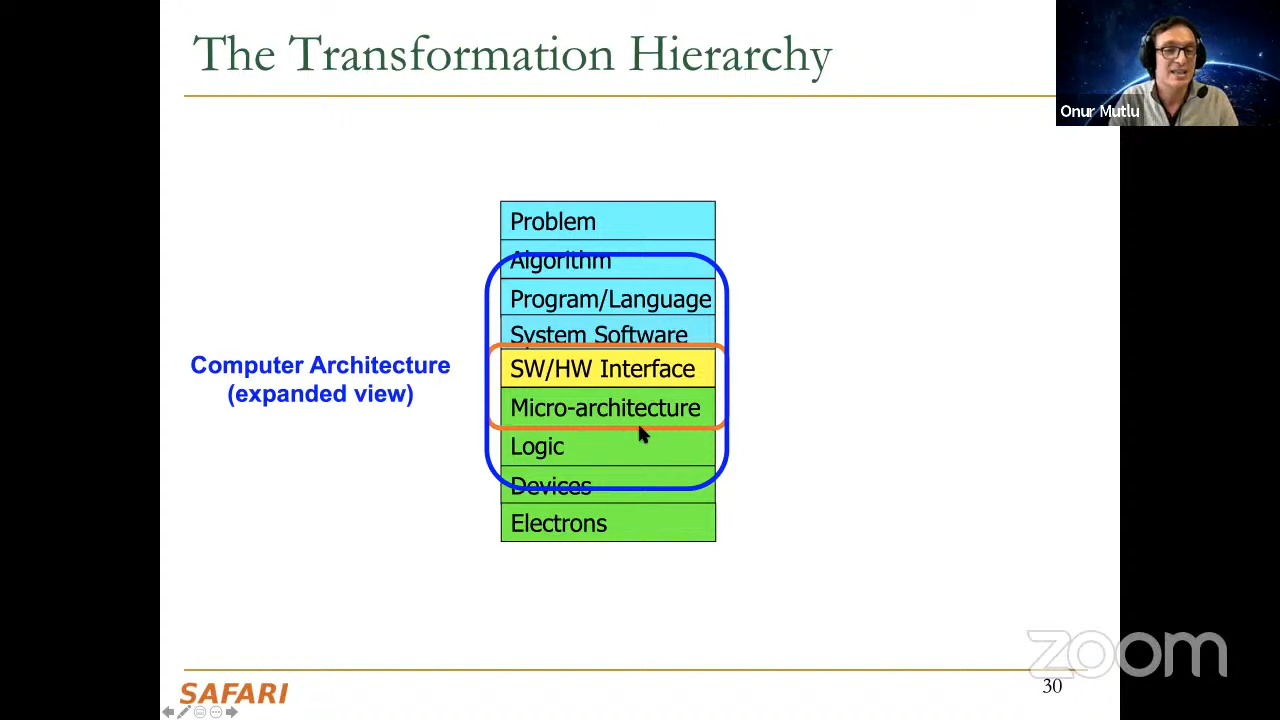 The Transformation Hierarchy
Onur Mutlu
Problem
Algorithm
Program/Language
System Software
Computer Architecture
(expanded view)
SW/HW Interface
Micro-architecture
Logic
Devices
Electrons
zoom
SAFARI
30